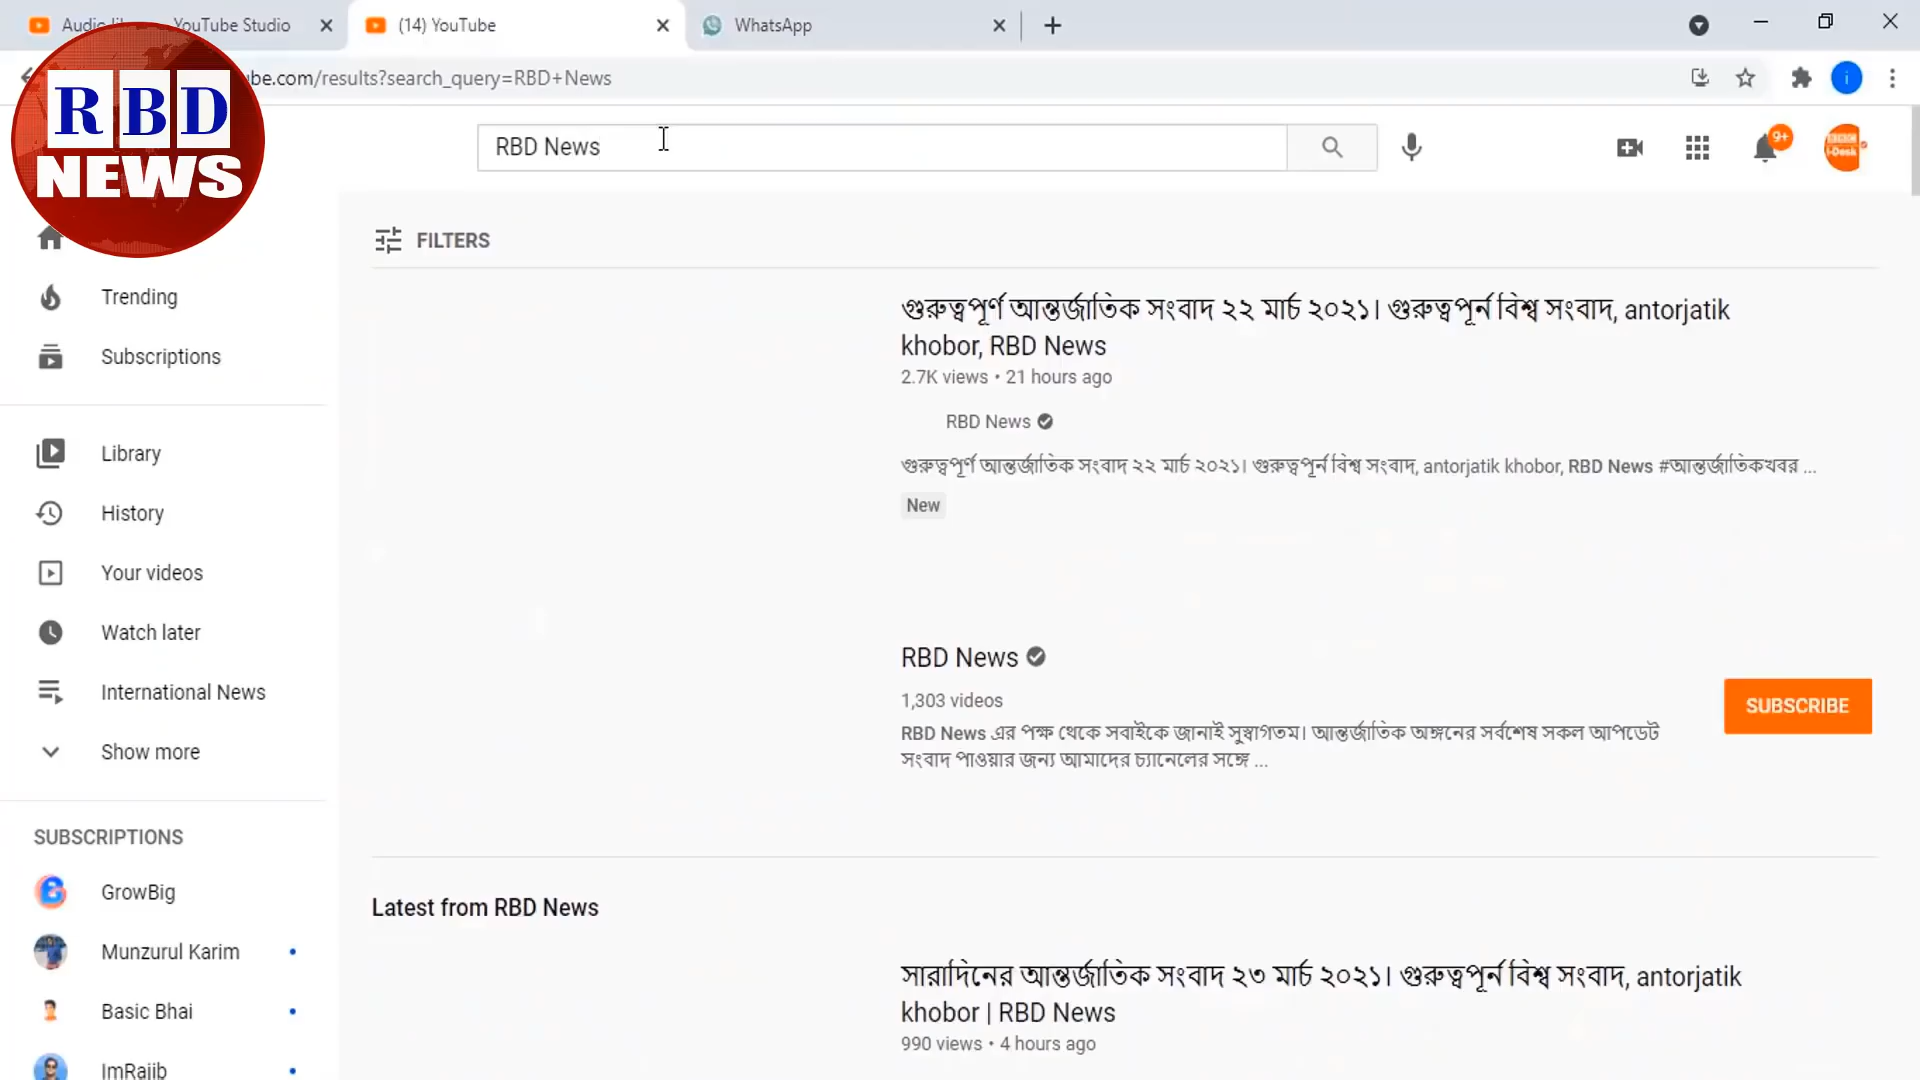 YouTube Studio
(14) YouTube
WhatsApp
be.com/results?search_query=RBD+News
i
RBD
NEWS
RBD News
9+
i-Desk
FILTERS
Trending
Subscriptions
Library
History
Your videos
Watch later
International News
Show more
SUBSCRIPTIONS
GrowBig
Munzurul Karim
Basic Bhai
ImRajib
গুরুত্বপূর্ণ আন্তর্জাতিক সংবাদ ২২ মার্চ ২০২১। গুরুত্বপূর্ন বিশ্ব সংবাদ, antorjatik
khobor, RBD News
2.7K views • 21 hours ago
RBD News
গুরুত্বপূর্ণ আন্তর্জাতিক সংবাদ ২২ মার্চ ২০২১। গুরুত্বপূর্ন বিশ্ব সংবাদ, antorjatik khobor, RBD News #আন্তর্জাতিকখবর ...
New
RBD News
1,303 videos
RBD News এর পক্ষ থেকে সবাইকে জানাই সুস্বাগতম। আন্তর্জাতিক অঙ্গনের সর্বশেষ সকল আপডেট
সংবাদ পাওয়ার জন্য আমাদের চ্যানেলের সঙ্গে ...
SUBSCRIBE
Latest from RBD News
সারাদিনের আন্তর্জাতিক সংবাদ ২৩ মার্চ ২০২১। গুরুত্বপূর্ন বিশ্ব সংবাদ, antorjatik
khobor | RBD News
990 views • 4 hours ago